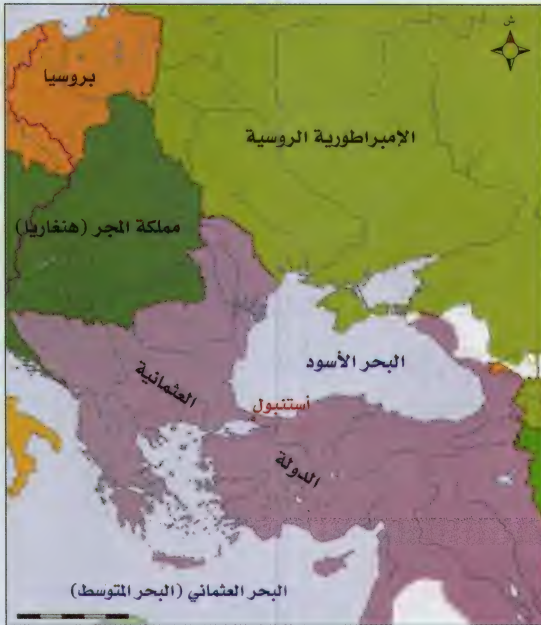 ش
بروسيا
الإمبراطورية الروسية
مملكة المجر (هنغاريا)
البحر الأسود
العثمانية
أستنبول
الدولة
البحر العثماني (البحر المتوسط)